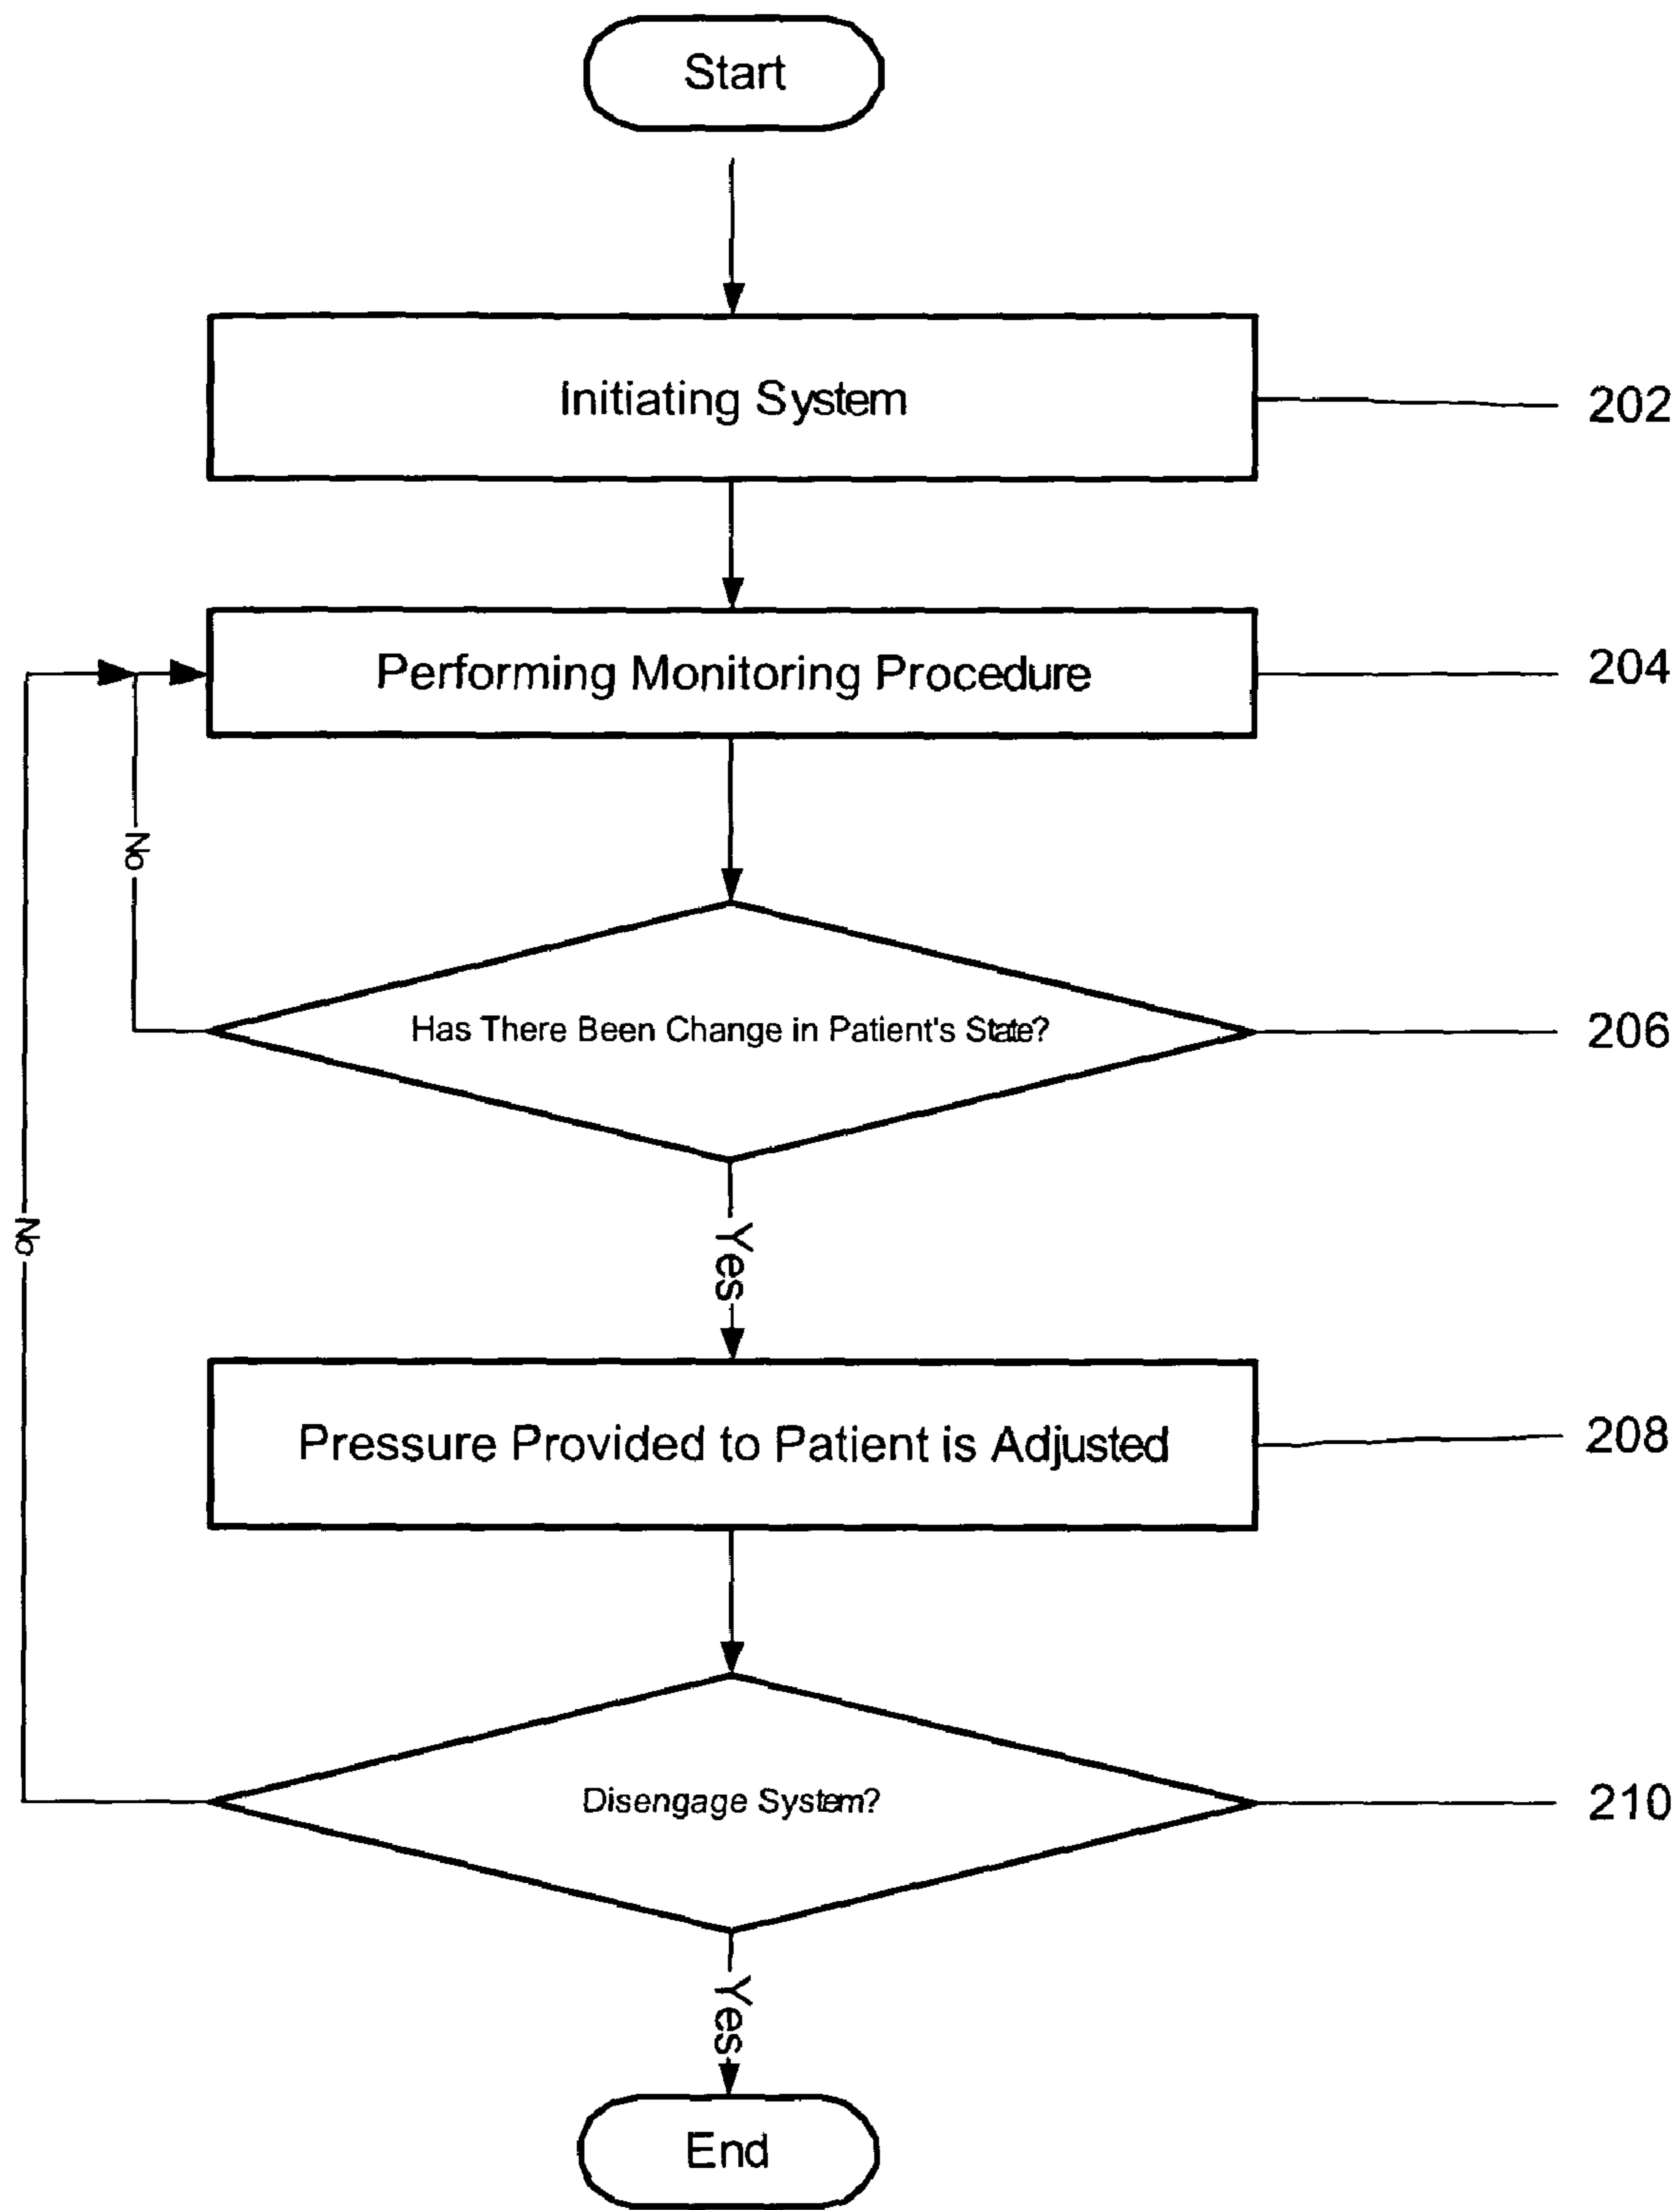 Start
Initiating System
202
Performing Monitoring Procedure
204
No
Has There Been Change in Patient's State?
206
Yes
No
Pressure Provided to Patient is Adjusted
208
Disengage System?
210
Yes
End